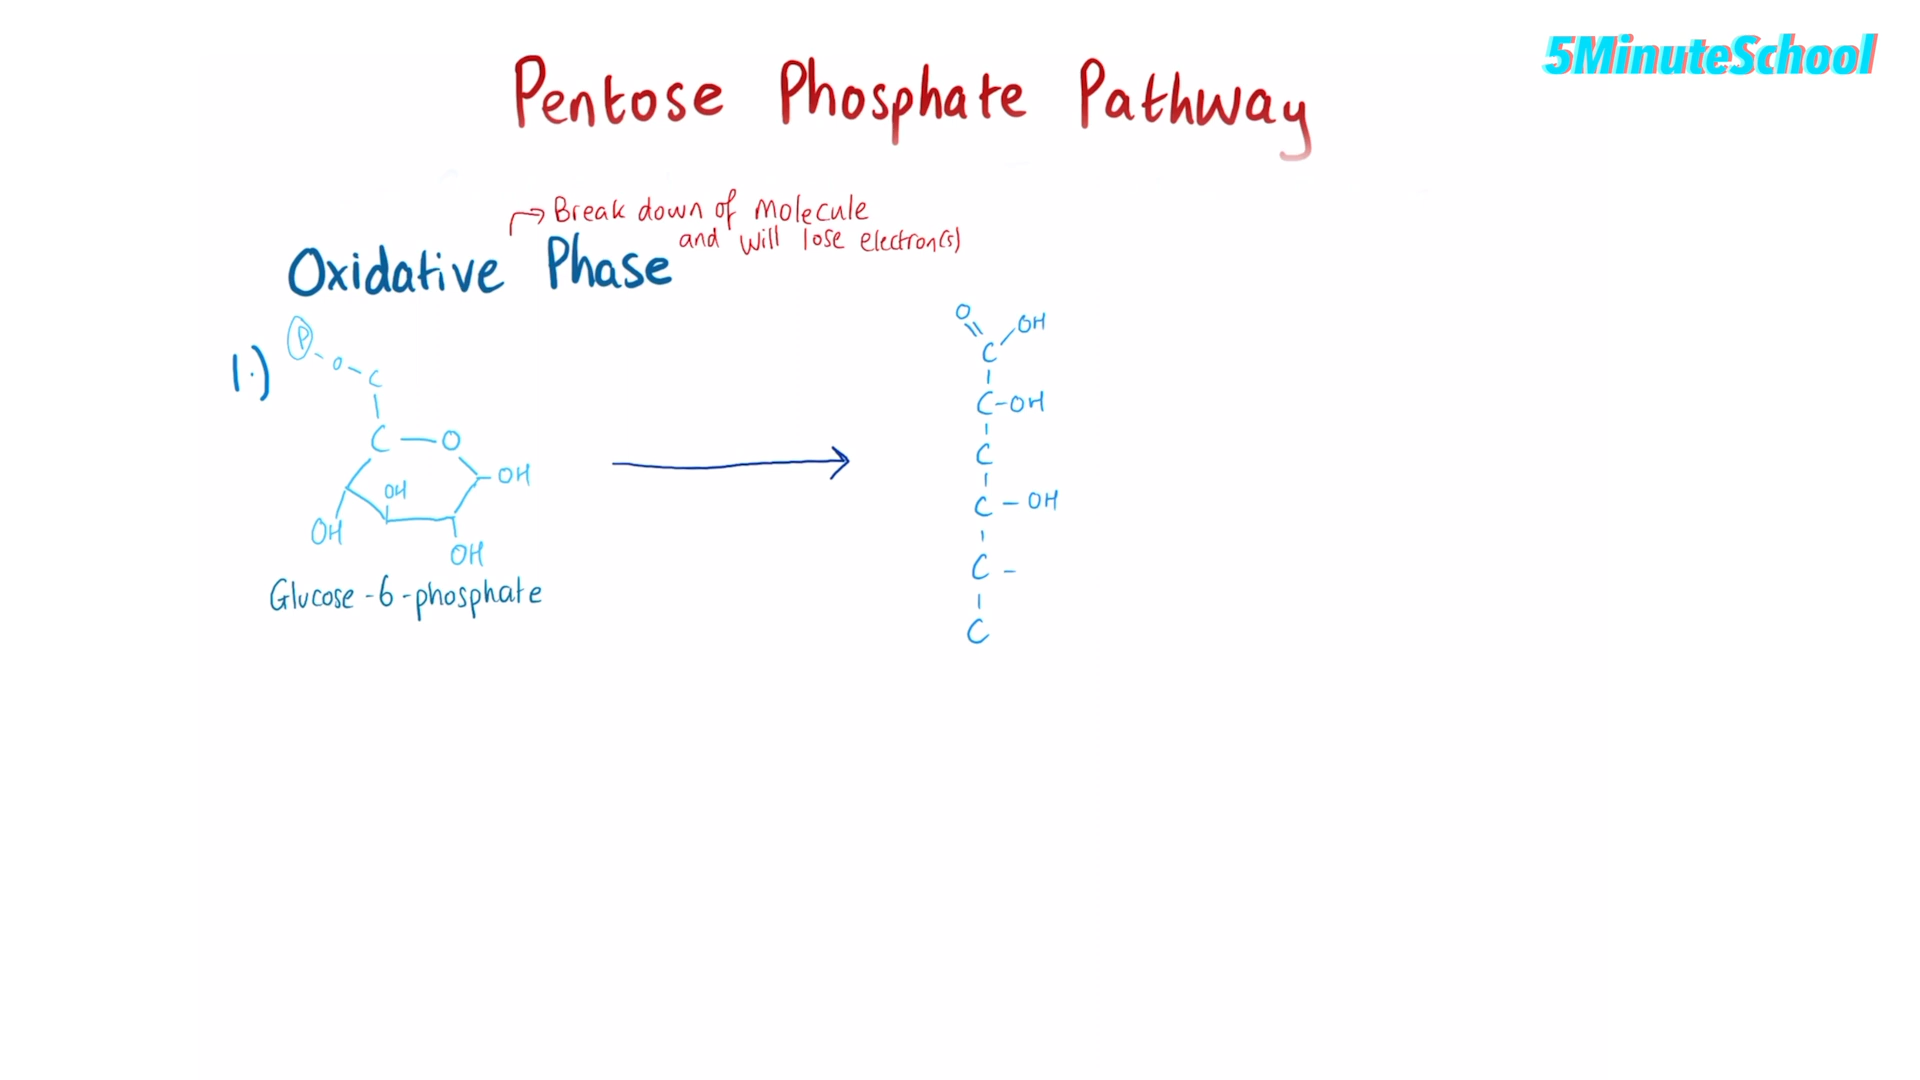 5MinuteSchool
Pentose Phosphate Pathway
Break down of molecule
and will lose electron(s)
Oxidative Phase
1.)
P - O - C
C - O
OH
OH
OH
OH
Glucose-6-phosphate
O OH
C
C-OH
C
C - OH
C -
C